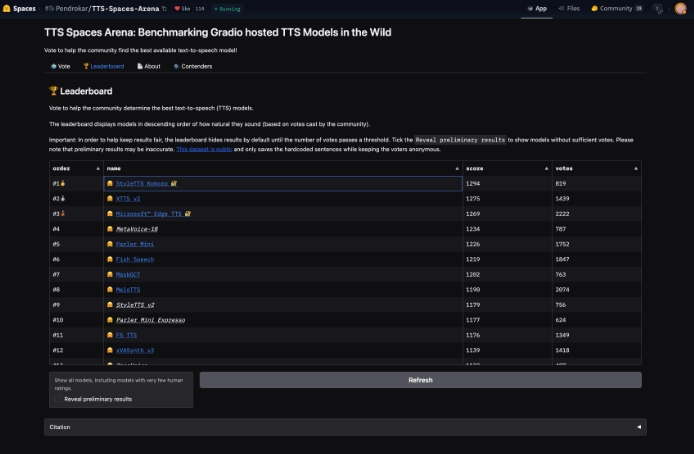 Spaces Pendrokar/TTS-Spaces-Arena like 114 Running App Files Community
TTS Spaces Arena: Benchmarking Gradio hosted TTS Models in the Wild
Vote to help the community find the best available text-to-speech model!
Vote Leaderboard About Contenders
Leaderboard
Vote to help the community determine the best text-to-speech (TTS) models.
The leaderboard displays models in descending order of how natural they sound (based on votes cast by the community).
Important: In order to help keep results fair, the leaderboard hides results by default until the number of votes passes a threshold. Tick the Reveal preliminary results to show models without sufficient votes. Please
note that preliminary results may be inaccurate. This dataset is public and only saves the hardcoded sentences while keeping the voters anonymous.
order name score votes
#1 StyleTTS Kokoro 1294 819
#2 XTTS v2 1275 1439
#3 Microsoft™ Edge TTS 1269 2222
#4 MetaVoice-1B 1234 787
#5 Parler Mini 1226 1752
#6 Fish Speech 1219 1847
#7 MaskGCT 1202 763
#8 MeloTTS 1190 2074
#9 StyleTTS v2 1179 756
#10 Parler Mini Expresso 1177 624
#11 F5 TTS 1176 1349
#12 xVASynth v3 1139 1418
Show all models, including models with very few human
ratings.
Reveal preliminary results
Refresh
Citation